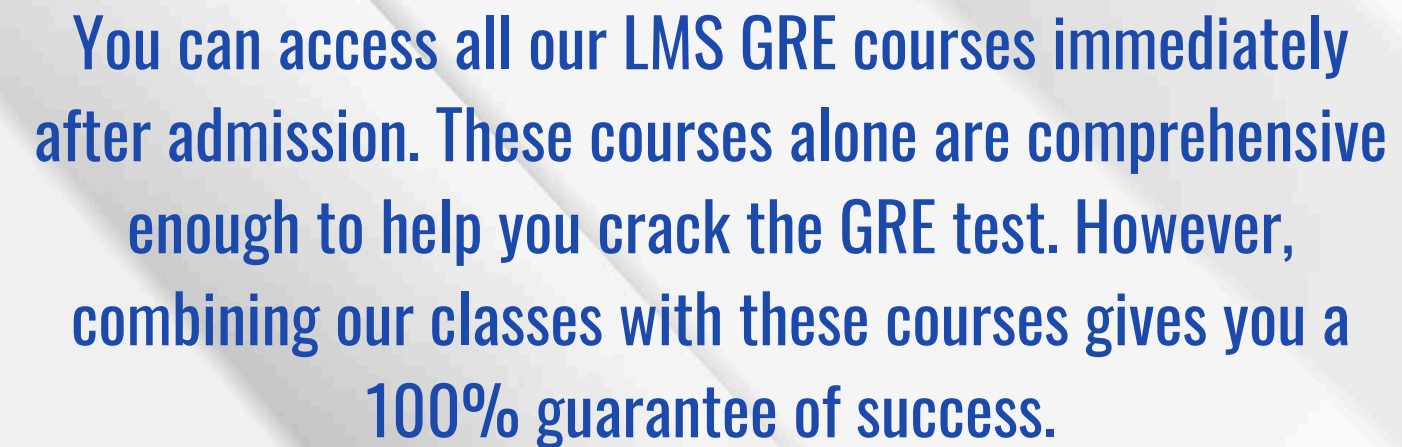 You can access all our LMS GRE courses immediately
after admission. These courses alone are comprehensive
enough to help you crack the GRE test. However,
combining our classes with these courses gives you a
100% guarantee of success.